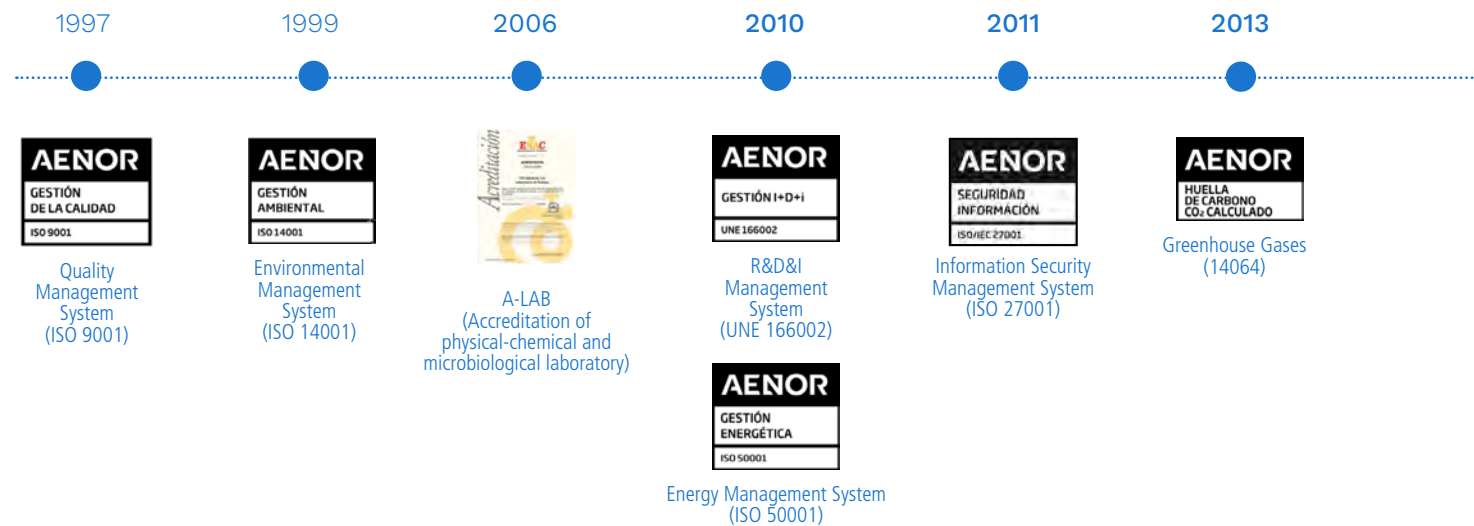 1997
1999
2006
2010
2011
2013
AENOR
GESTIÓN
DE LA CALIDAD
ISO 9001
Quality
Management
System
(ISO 9001)
AENOR
GESTIÓN
AMBIENTAL
ISO 14001
Environmental
Management
System
(ISO 14001)
Acreditación
ENAC
A-LAB
(Accreditation of
physical-chemical and
microbiological laboratory)
AENOR
GESTIÓN I+D+i
UNE 166002
R&D&I
Management
System
(UNE 166002)
AENOR
GESTIÓN
ENERGÉTICA
ISO 50001
Energy Management System
(ISO 50001)
AENOR
SEGURIDAD
INFORMACIÓN
ISO/IEC 27001
Information Security
Management System
(ISO 27001)
AENOR
HUELLA
DE CARBONO
CO₂ CALCULADO
Greenhouse Gases
(14064)